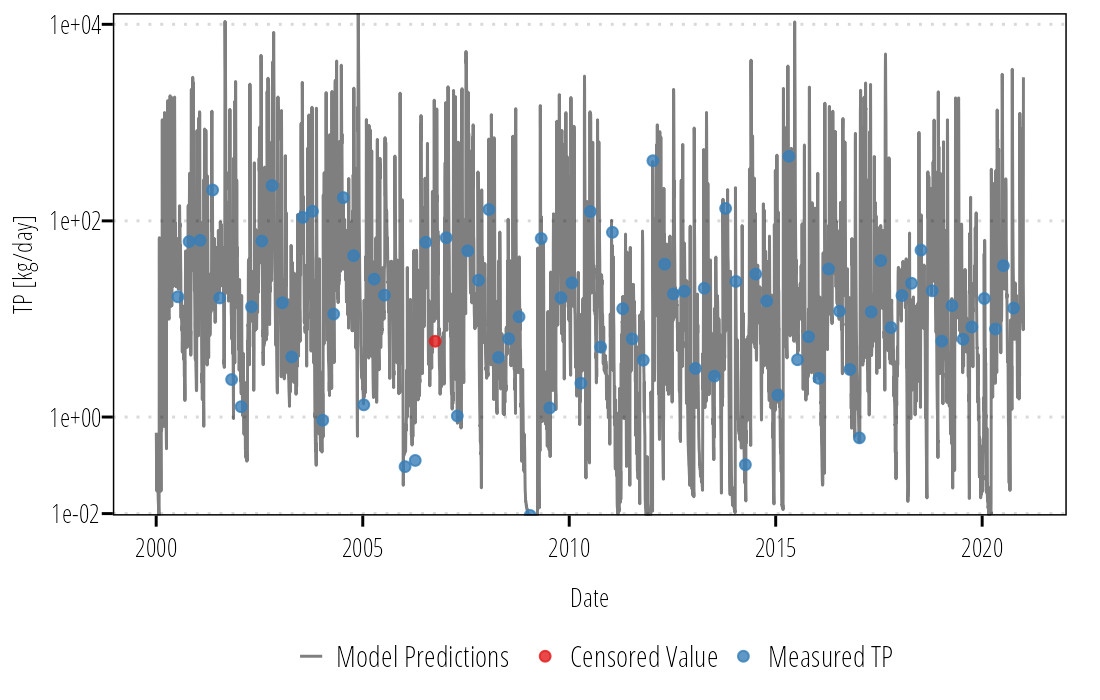 1e+04
1e+02
1e+00
1e-02
TP [kg/day]
2000 2005 2010 2015 2020
Date
Model Predictions Censored Value Measured TP